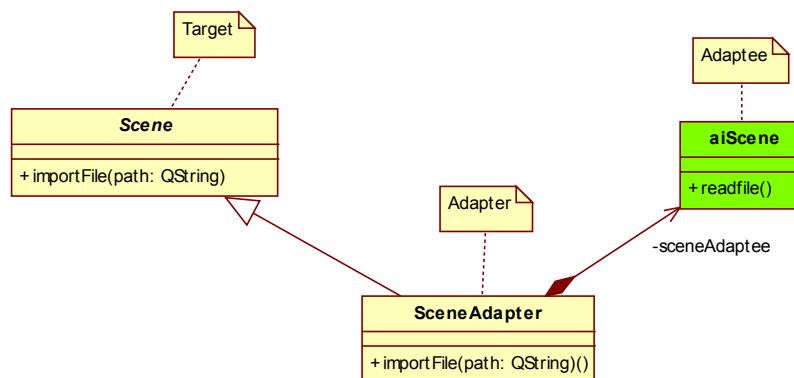 Target
Adaptee
Scene
+ importFile(path: QString)
aiScene
+ readfile()
Adapter
-sceneAdaptee
SceneAdapter
+ importFile(path: QString)()